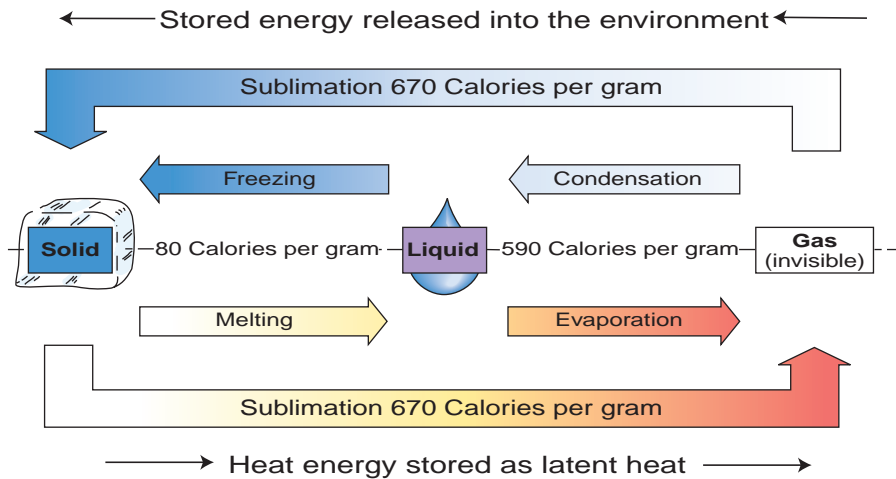 Stored energy released into the environment
Sublimation 670 Calories per gram
Freezing
Condensation
Solid
80 Calories per gram
Liquid
590 Calories per gram
Gas
(invisible)
Melting
Evaporation
Sublimation 670 Calories per gram
Heat energy stored as latent heat